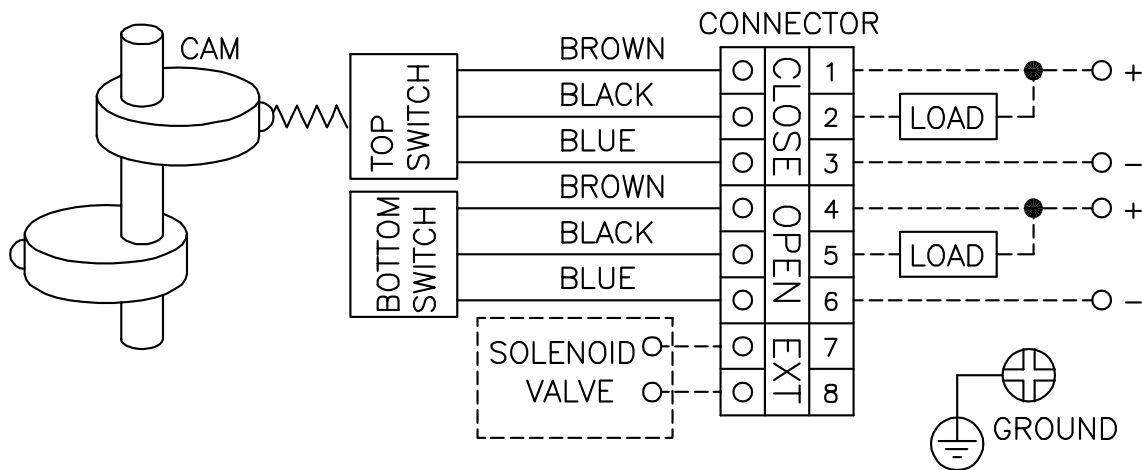 CONNECTOR
CAM
TOP
SWITCH
BROWN
BLACK
BLUE
CLOSE
1
2
3
LOAD
+
−
BOTTOM
SWITCH
BROWN
BLACK
BLUE
OPEN
4
5
6
LOAD
+
−
SOLENOID
VALVE
EXT
7
8
GROUND